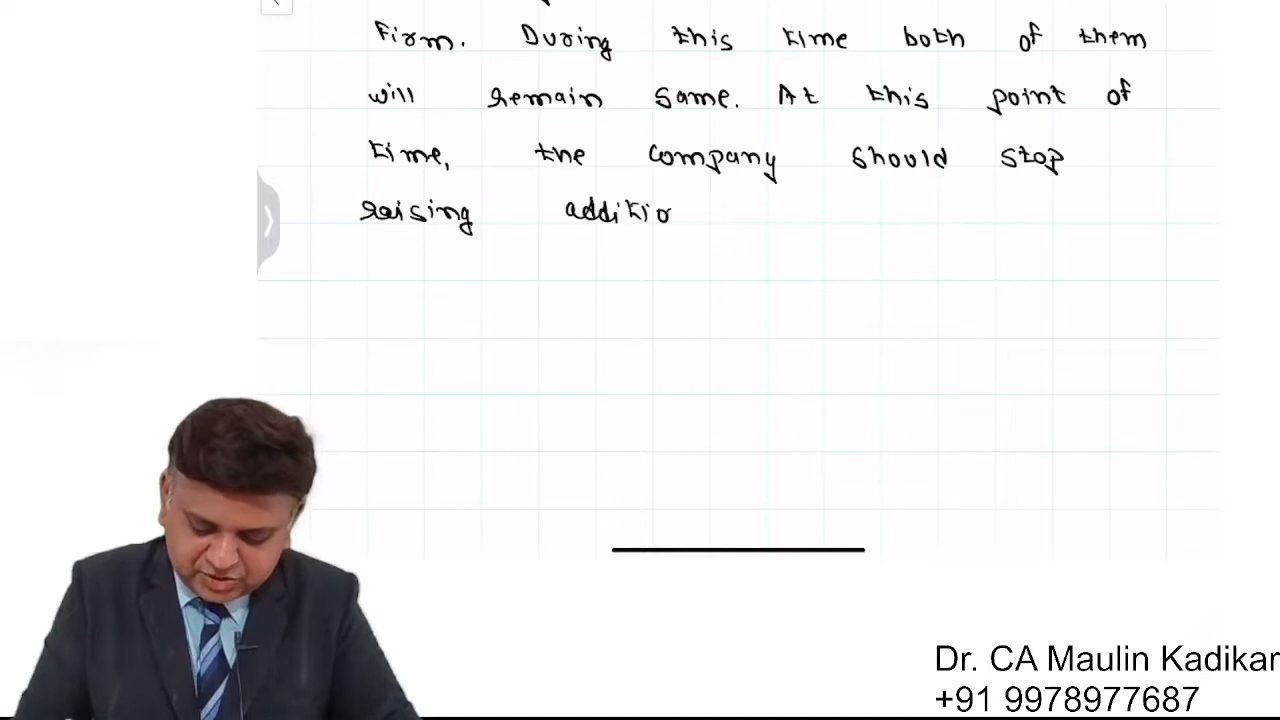 Firm. During this time both of them
will remain same. At this point of
time, the company should stop
raising additio
Dr. CA Maulin Kadikar
+91 9978977687